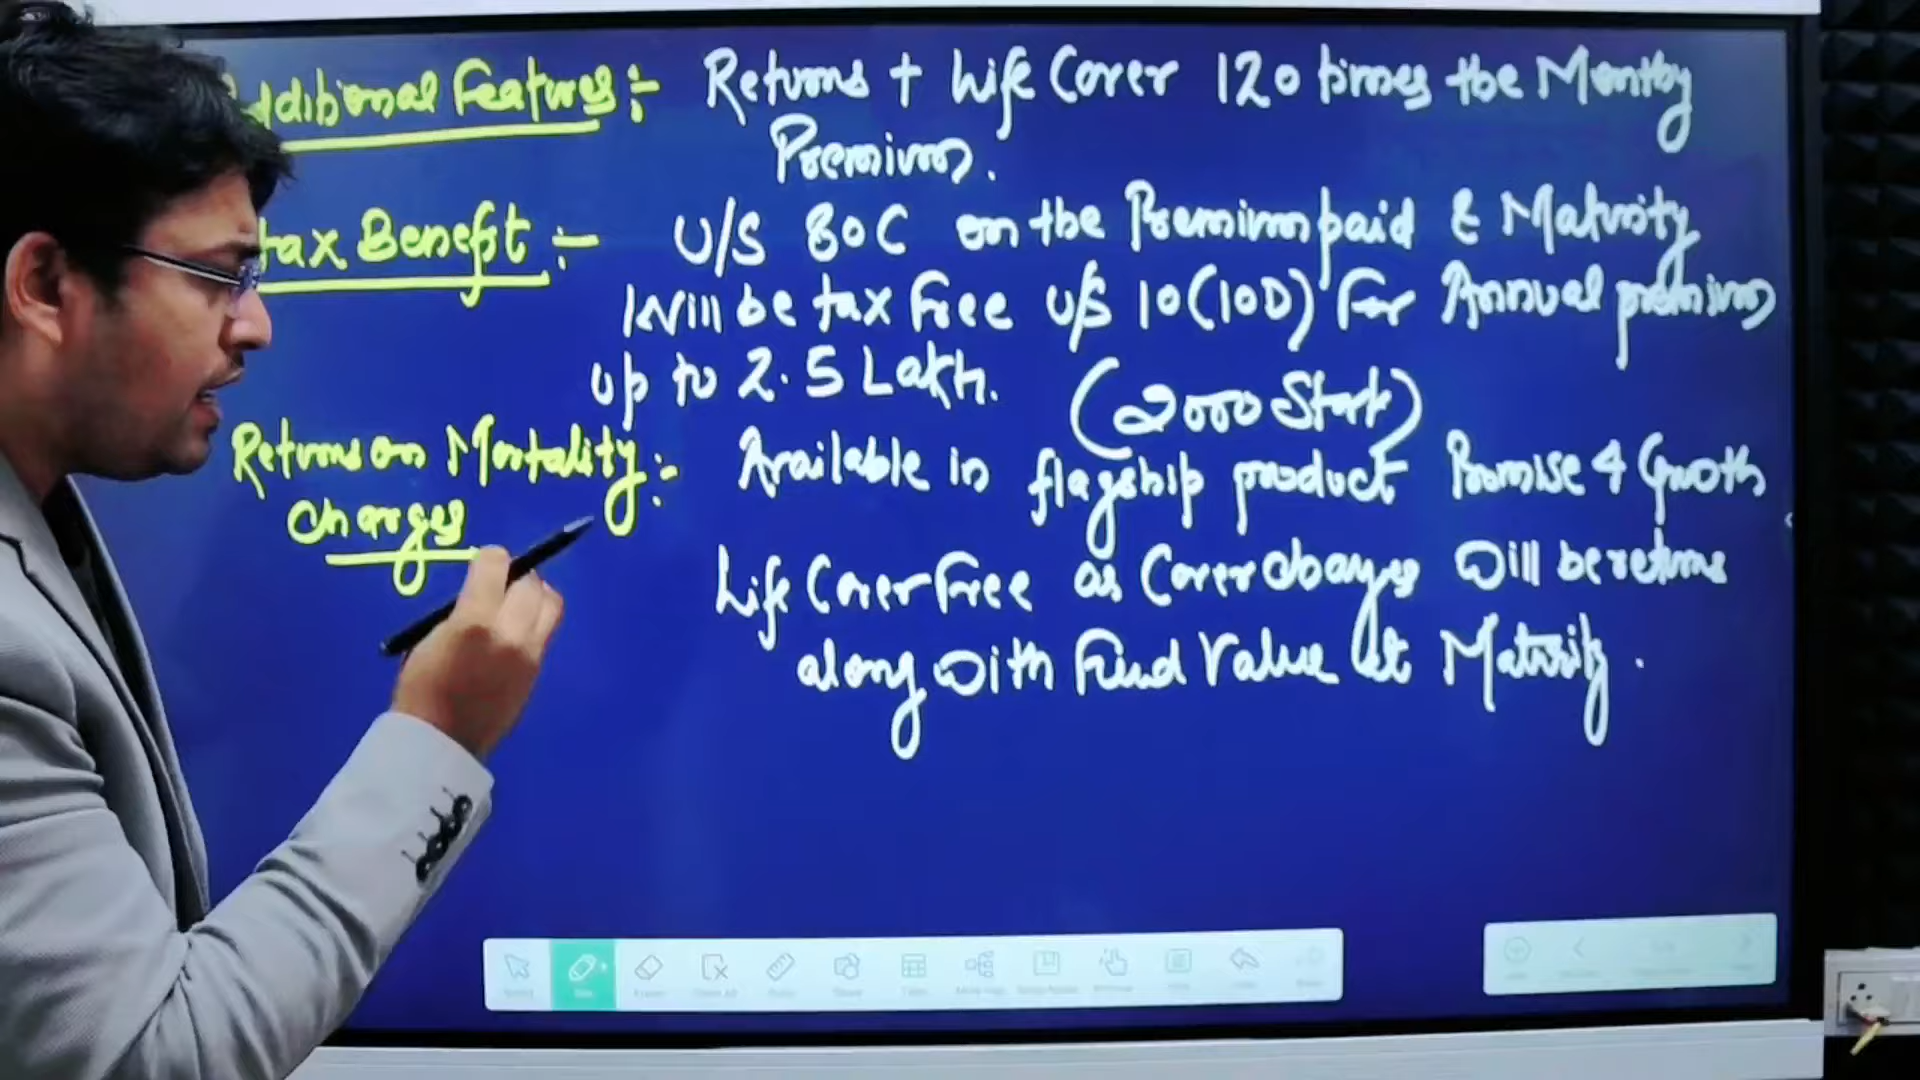 Additional Features :- Returns + Life Cover 120 times the Monthy
Premium.
tax Benefit :- U/S 80C on the Premium paid & Maturity
Will be tax Free U/S 10(10D) For Annual premium
up to 2.5 Lakh. (2000 Start)
Returns on Mortality :- Available in flagship product Promise 4 Growth
Charges
Life Cover Free as Cover charges will be returns
along with Fund Value at Maturity.